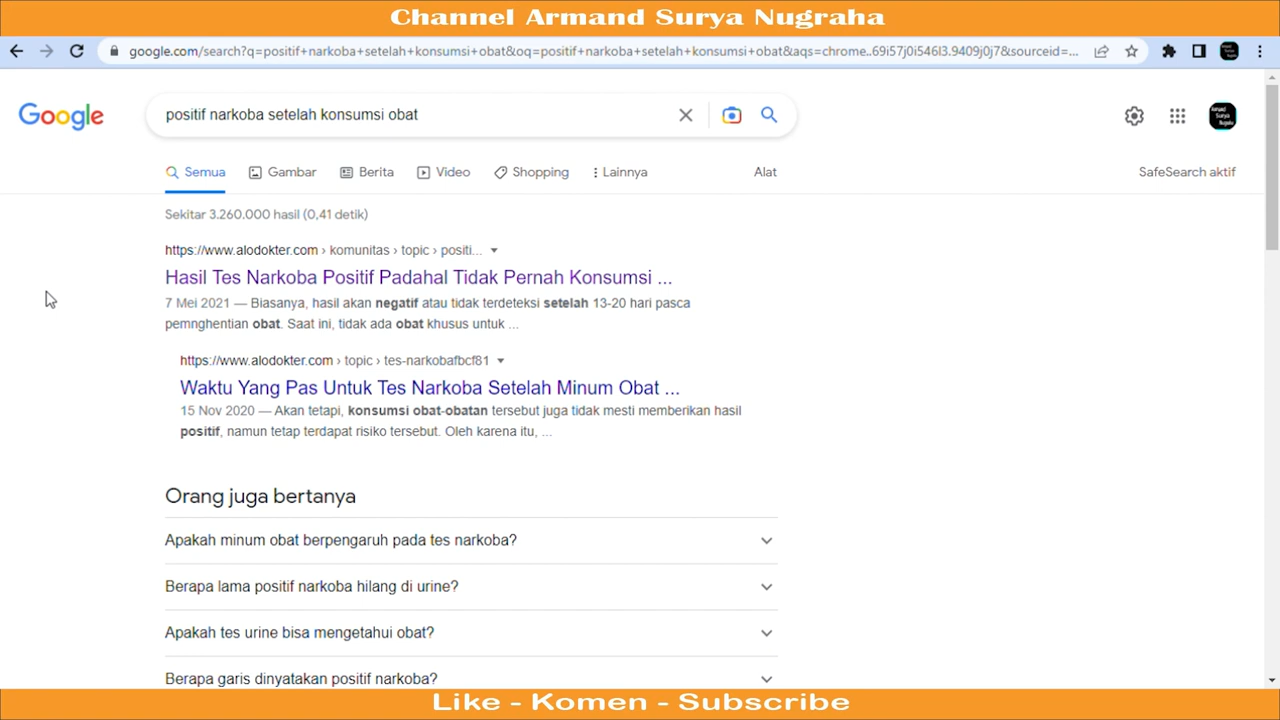 Channel Armand Surya Nugraha
google.com/search?q=positif+narkoba+setelah+konsumsi+obat&oq=positif+narkoba+setelah+konsumsi+obat&aqs=chrome..69i57j0i546l3.9409j0j7&sourceid=...
Google
positif narkoba setelah konsumsi obat
Semua Gambar Berita Video Shopping Lainnya Alat SafeSearch aktif
Sekitar 3.260.000 hasil (0,41 detik)
https://www.alodokter.com › komunitas › topic › positi...
Hasil Tes Narkoba Positif Padahal Tidak Pernah Konsumsi ...
7 Mei 2021 — Biasanya, hasil akan negatif atau tidak terdeteksi setelah 13-20 hari pasca
pemnghentian obat. Saat ini, tidak ada obat khusus untuk ...
https://www.alodokter.com › topic › tes-narkobafbcf81
Waktu Yang Pas Untuk Tes Narkoba Setelah Minum Obat ...
15 Nov 2020 — Akan tetapi, konsumsi obat-obatan tersebut juga tidak mesti memberikan hasil
positif, namun tetap terdapat risiko tersebut. Oleh karena itu, ...
Orang juga bertanya
Apakah minum obat berpengaruh pada tes narkoba?
Berapa lama positif narkoba hilang di urine?
Apakah tes urine bisa mengetahui obat?
Berapa garis dinyatakan positif narkoba?
Like - Komen - Subscribe